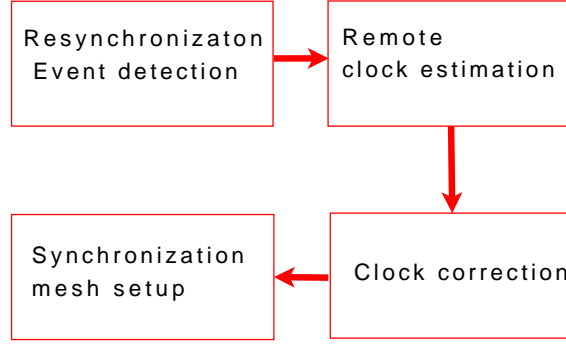 Resynchronizaton
Event detection
Remote
clock estimation
Synchronization
mesh setup
Clock correction